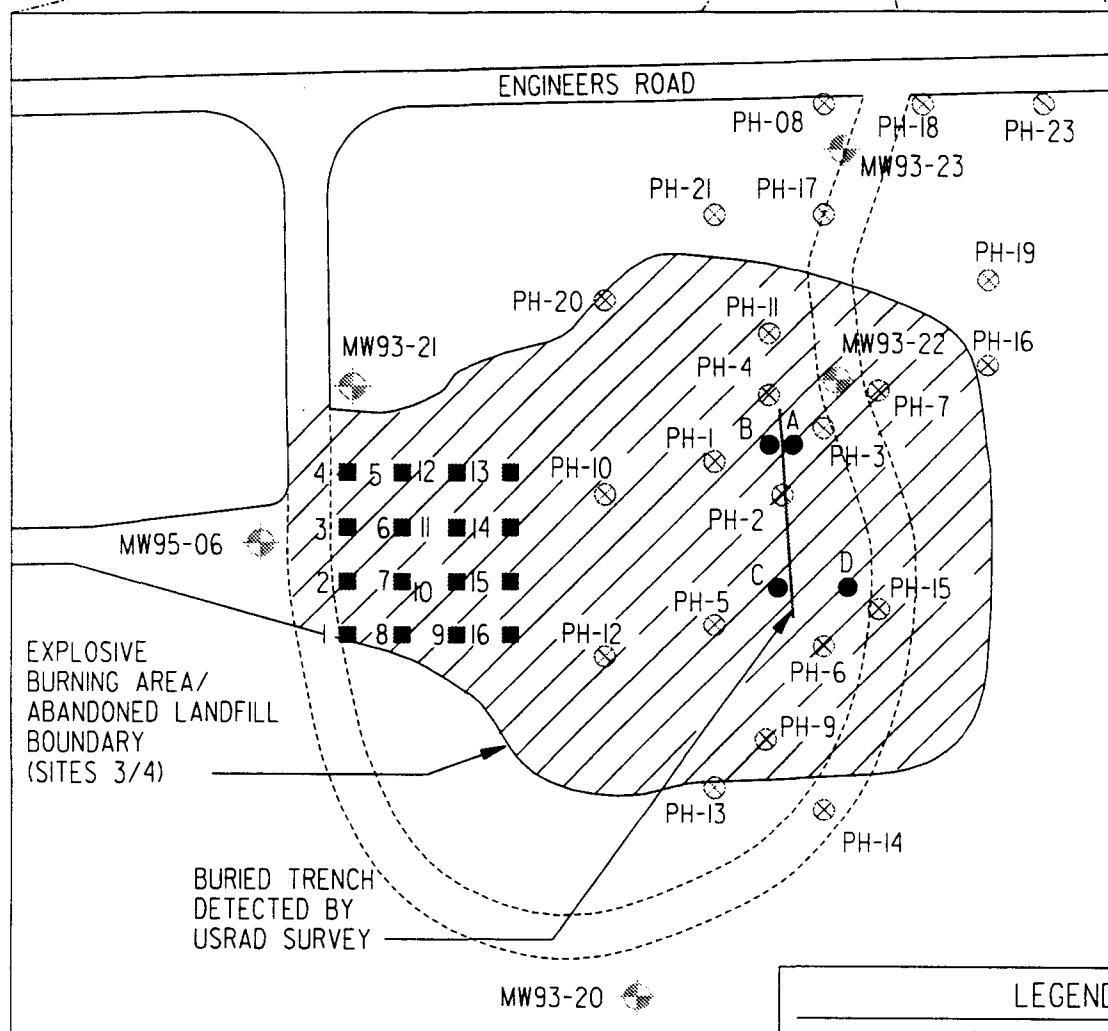 ENGINEERS ROAD
PH-08
PH-18
PH-23
MW93-23
PH-21
PH-17
PH-19
PH-20
PH-11
MW93-21
MW93-22
PH-16
PH-4
PH-7
B
A
PH-1
PH-3
4
5
12
13
PH-10
PH-2
3
6
11
14
MW95-06
2
7
10
15
C
D
PH-15
PH-5
1
8
9
16
PH-12
PH-6
EXPLOSIVE
BURNING AREA/
ABANDONED LANDFILL
BOUNDARY
(SITES 3/4)
PH-9
PH-13
PH-14
BURIED TRENCH
DETECTED BY
USRAD SURVEY
MW93-20
LEGEND